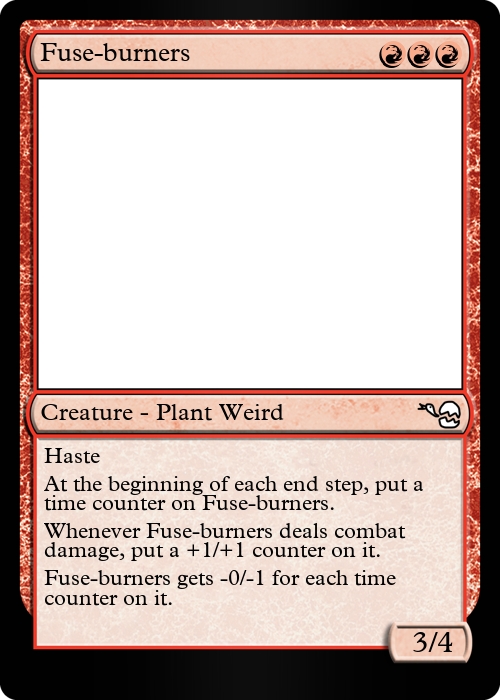 Fuse-burners
Creature - Plant Weird
Haste
At the beginning of each end step, put a
time counter on Fuse-burners.
Whenever Fuse-burners deals combat
damage, put a +1/+1 counter on it.
Fuse-burners gets -0/-1 for each time
counter on it.
3/4